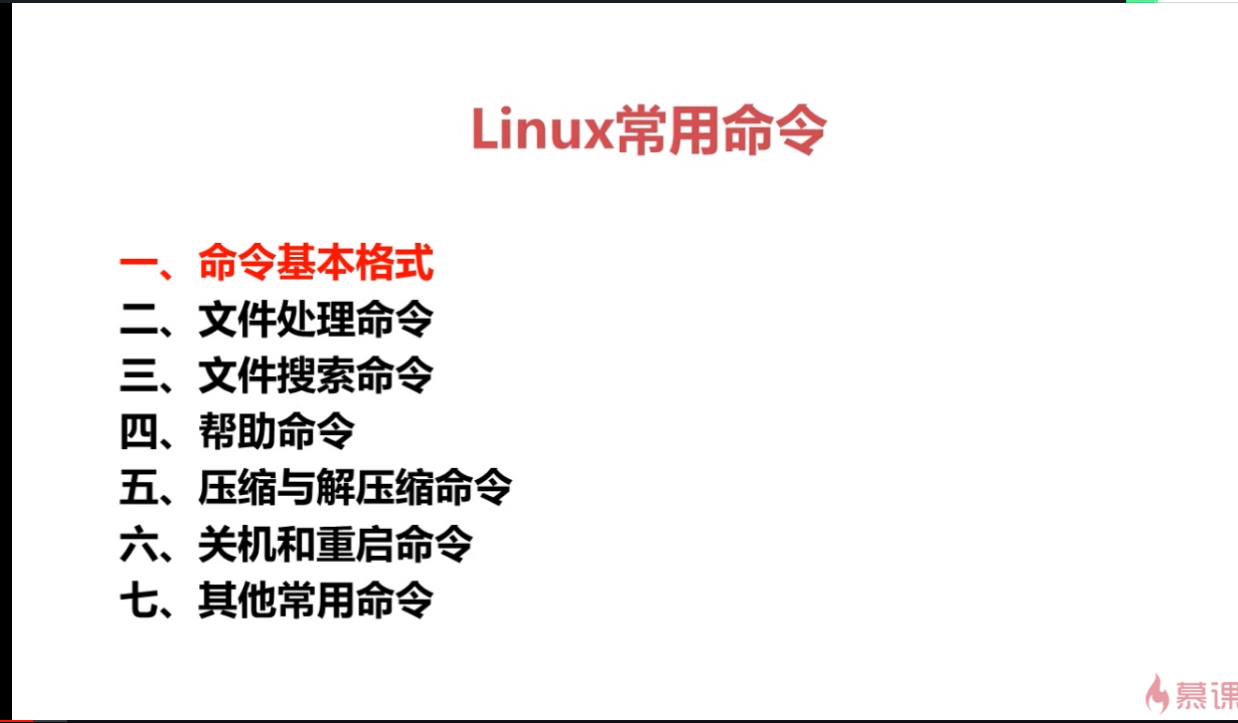 Linux常用命令
一、命令基本格式
二、文件处理命令
三、文件搜索命令
四、帮助命令
五、压缩与解压缩命令
六、关机和重启命令
七、其他常用命令
慕课